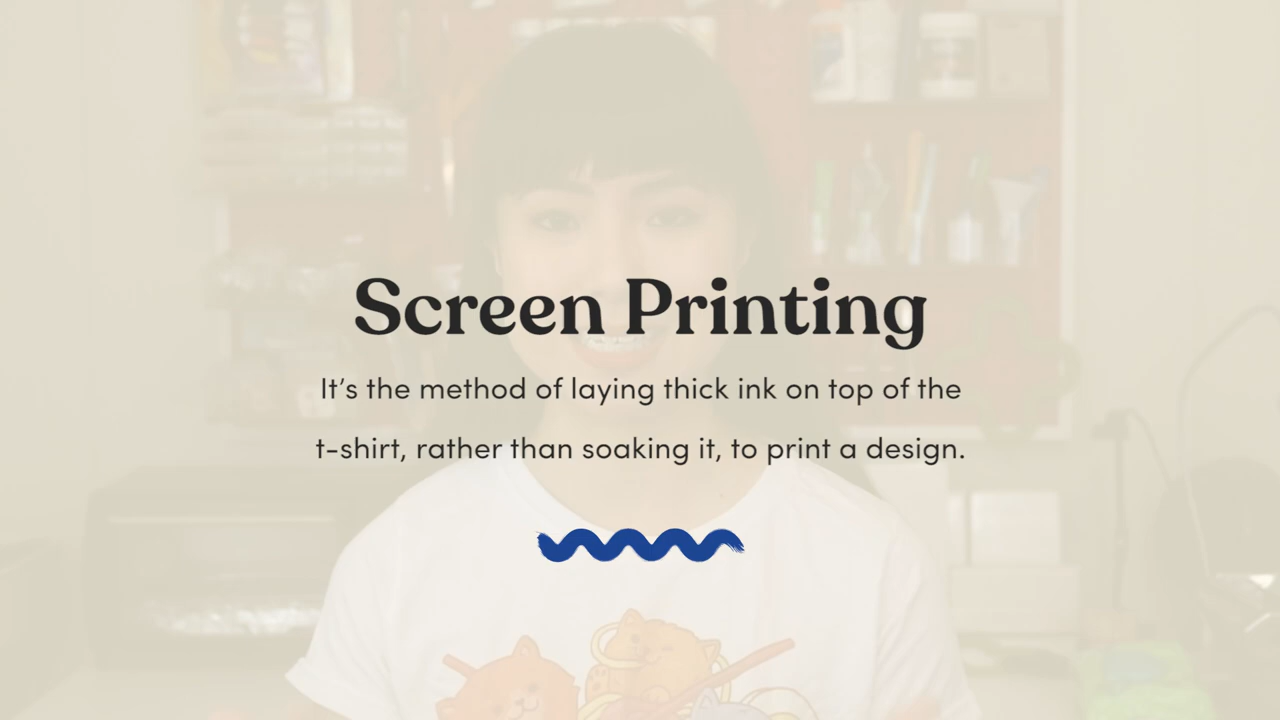 Screen Printing
It’s the method of laying thick ink on top of the
t-shirt, rather than soaking it, to print a design.